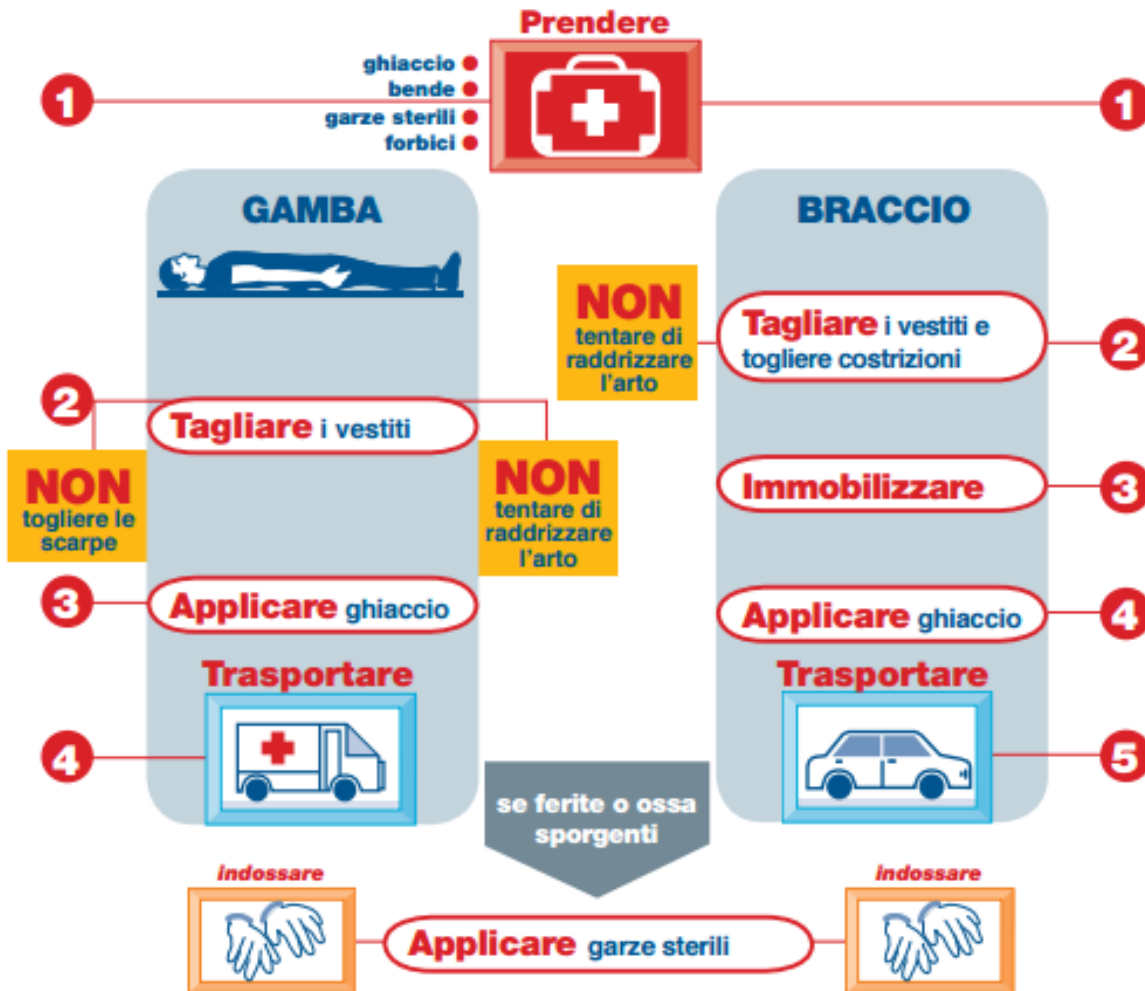 Prendere
ghiaccio
bende
garze sterili
forbici
1
1
GAMBA
2
Tagliare i vestiti
NON
togliere le
scarpe
NON
tentare di
raddrizzare
l'arto
3
Applicare ghiaccio
Trasportare
4
BRACCIO
NON
tentare di
raddrizzare
l'arto
Tagliare i vestiti e
togliere costrizioni
2
Immobilizzare
3
Applicare ghiaccio
4
Trasportare
5
se ferite o ossa
sporgenti
indossare
Applicare garze sterili
indossare